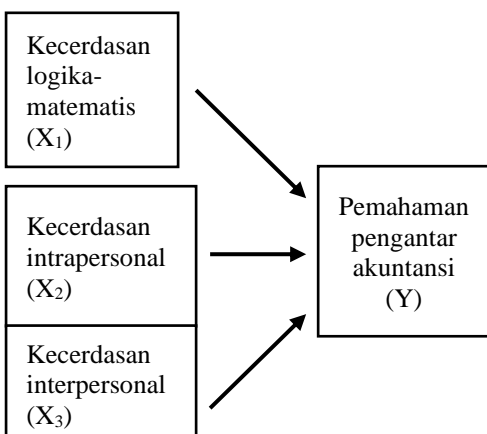 Kecerdasan
logika-
matematis
(X₁)
Kecerdasan
intrapersonal
(X₂)
Kecerdasan
interpersonal
(X₃)
Pemahaman
pengantar
akuntansi
(Y)